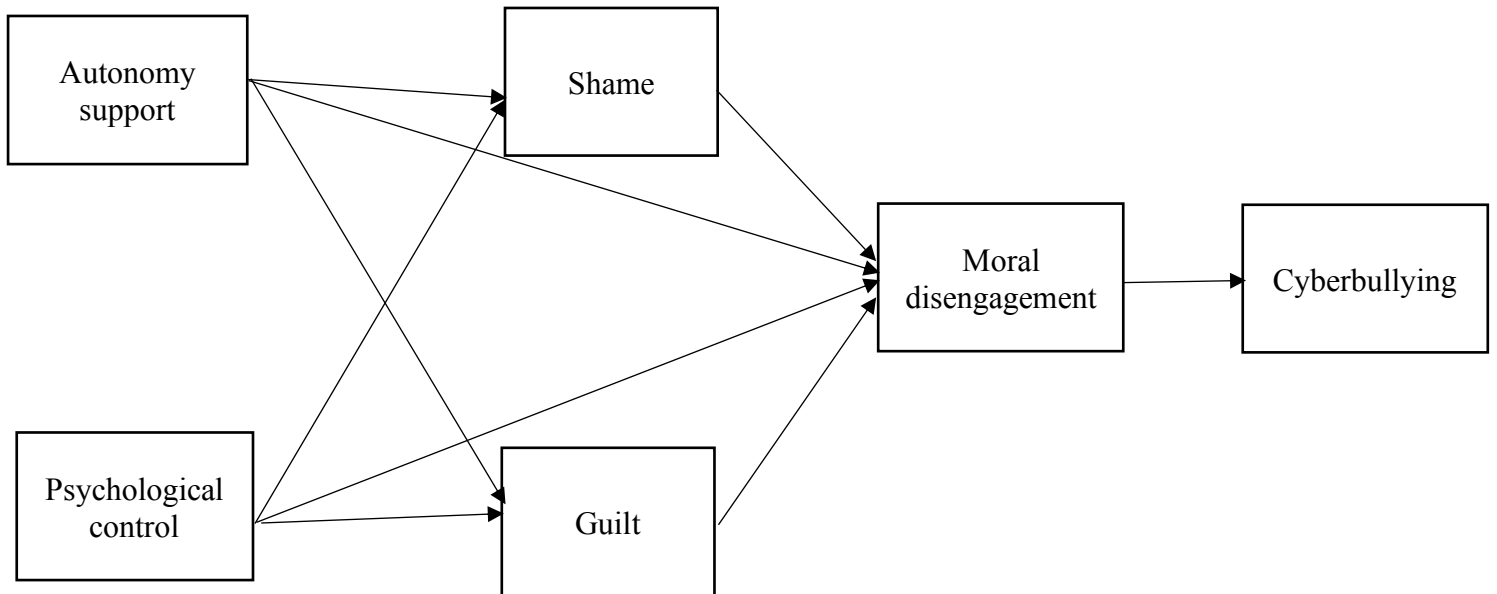 Autonomy
support
Shame
Moral
disengagement
Cyberbullying
Psychological
control
Guilt